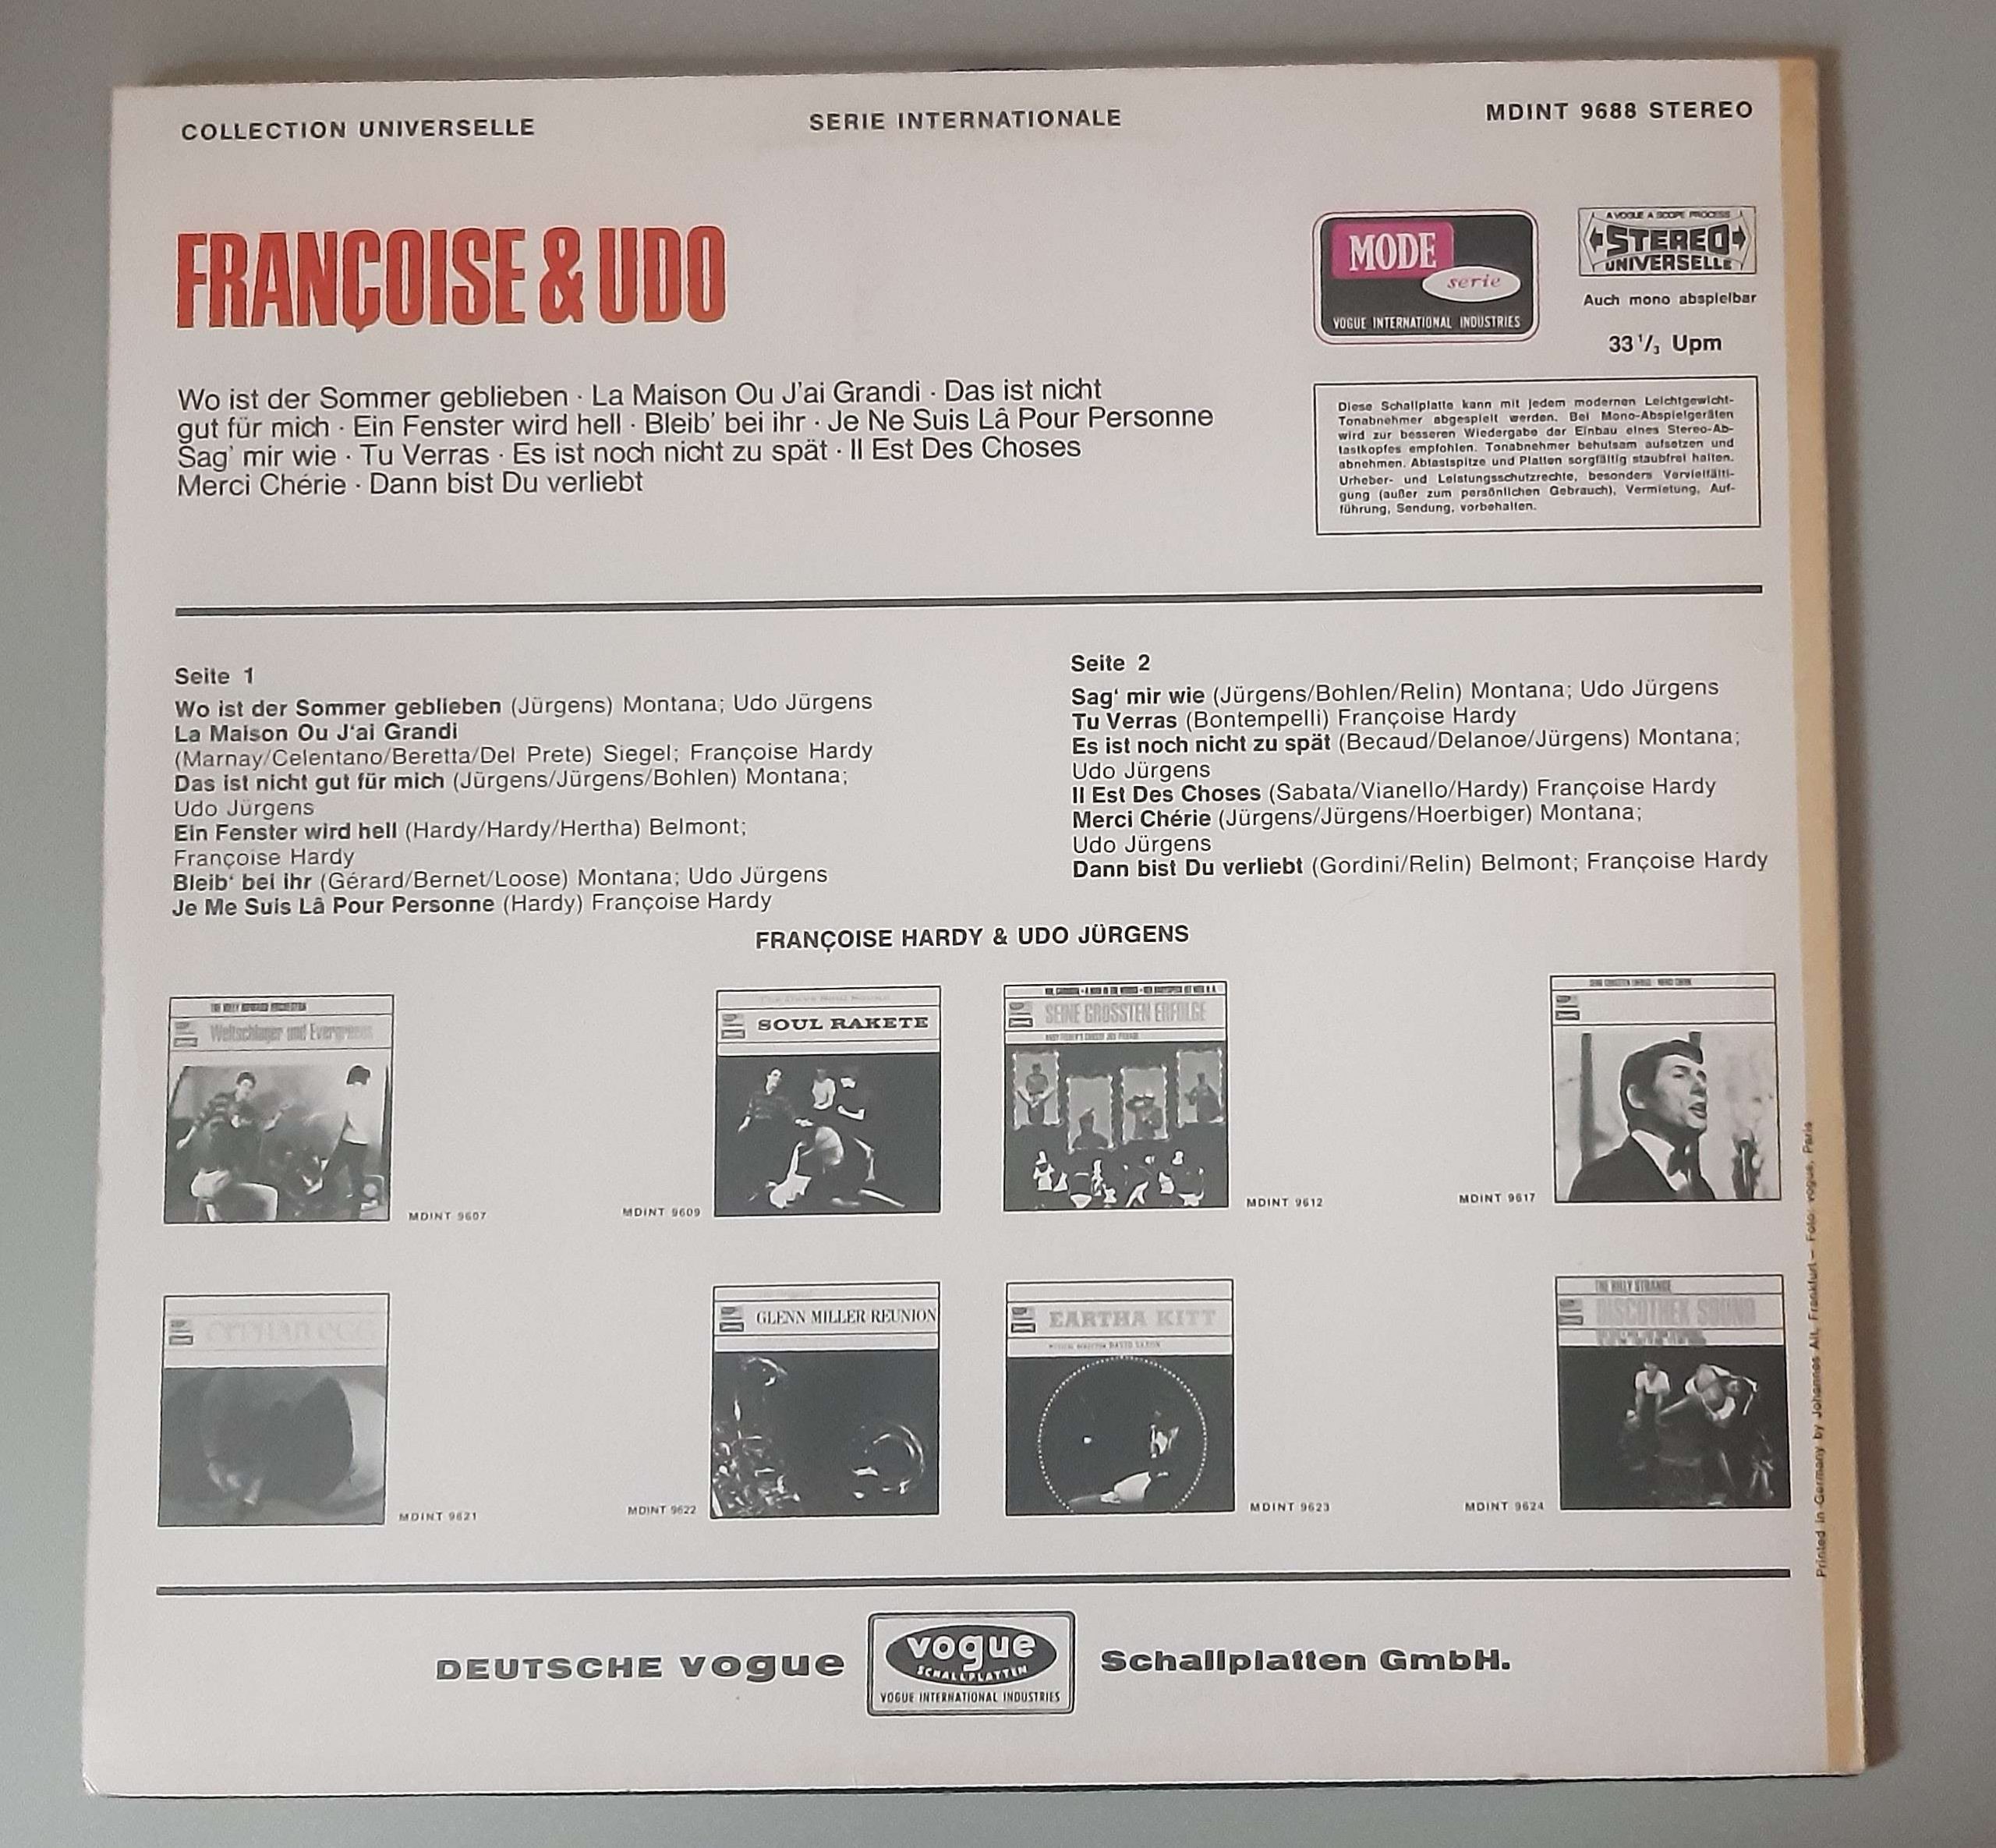 COLLECTION UNIVERSELLE
SERIE INTERNATIONALE
MDINT 9688 STEREO
FRANÇOISE & UDO
MODE
serie
VOGUE INTERNATIONAL INDUSTRIES
A VOGUE A SCOPE PROCESS
STEREO
UNIVERSELLE
Auch mono abspielbar
33 1/3 Upm
Wo ist der Sommer geblieben · La Maison Ou J'ai Grandi · Das ist nicht
gut für mich · Ein Fenster wird hell · Bleib' bei ihr · Je Ne Suis Lâ Pour Personne
Sag' mir wie · Tu Verras · Es ist noch nicht zu spät · Il Est Des Choses
Merci Chérie · Dann bist Du verliebt
Diese Schallplatte kann mit jedem modernen Leichtgewicht-
Tonabnehmer abgespielt werden. Bei Mono-Abspielgeräten
wird zur besseren Wiedergabe der Einbau eines Stereo-Ab-
tastkopfes empfohlen. Tonabnehmer behutsam aufsetzen und
abnehmen. Abtastspitze und Platten sorgfältig staubfrei halten.
Urheber- und Leistungsschutzrechte, besonders Vervielfälti-
gung (außer zum persönlichen Gebrauch), Vermietung, Auf-
führung, Sendung, vorbehalten.
Seite 1
Wo ist der Sommer geblieben (Jürgens) Montana; Udo Jürgens
La Maison Ou J'ai Grandi
(Marnay/Celentano/Beretta/Del Prete) Siegel; Françoise Hardy
Das ist nicht gut für mich (Jürgens/Jürgens/Bohlen) Montana;
Udo Jürgens
Ein Fenster wird hell (Hardy/Hardy/Hertha) Belmont;
Françoise Hardy
Bleib' bei ihr (Gérard/Bernet/Loose) Montana; Udo Jürgens
Je Me Suis Lâ Pour Personne (Hardy) Françoise Hardy
Seite 2
Sag' mir wie (Jürgens/Bohlen/Relin) Montana; Udo Jürgens
Tu Verras (Bontempelli) Françoise Hardy
Es ist noch nicht zu spät (Becaud/Delanoe/Jürgens) Montana;
Udo Jürgens
Il Est Des Choses (Sabata/Vianello/Hardy) Françoise Hardy
Merci Chérie (Jürgens/Jürgens/Hoerbiger) Montana;
Udo Jürgens
Dann bist Du verliebt (Gordini/Relin) Belmont; Françoise Hardy
FRANÇOISE HARDY & UDO JÜRGENS
Weltschlager und Evergreens
MDINT 9607
SOUL RAKETE
MDINT 9609
SEINE GRÖSSTEN ERFOLGE
MDINT 9612
MDINT 9617
ORPHAN EGG
MDINT 9621
GLENN MILLER REUNION
MDINT 9622
EARTHA KITT
MDINT 9623
THE BILLY STRANGE
DISCOTHEK SOUND
MDINT 9624
Printed in Germany by Johannes Alt, Frankfurt – Foto: vogue, Paris
DEUTSCHE vogue
vogue
SCHALLPLATTEN
VOGUE INTERNATIONAL INDUSTRIES
Schallplatten GmbH.